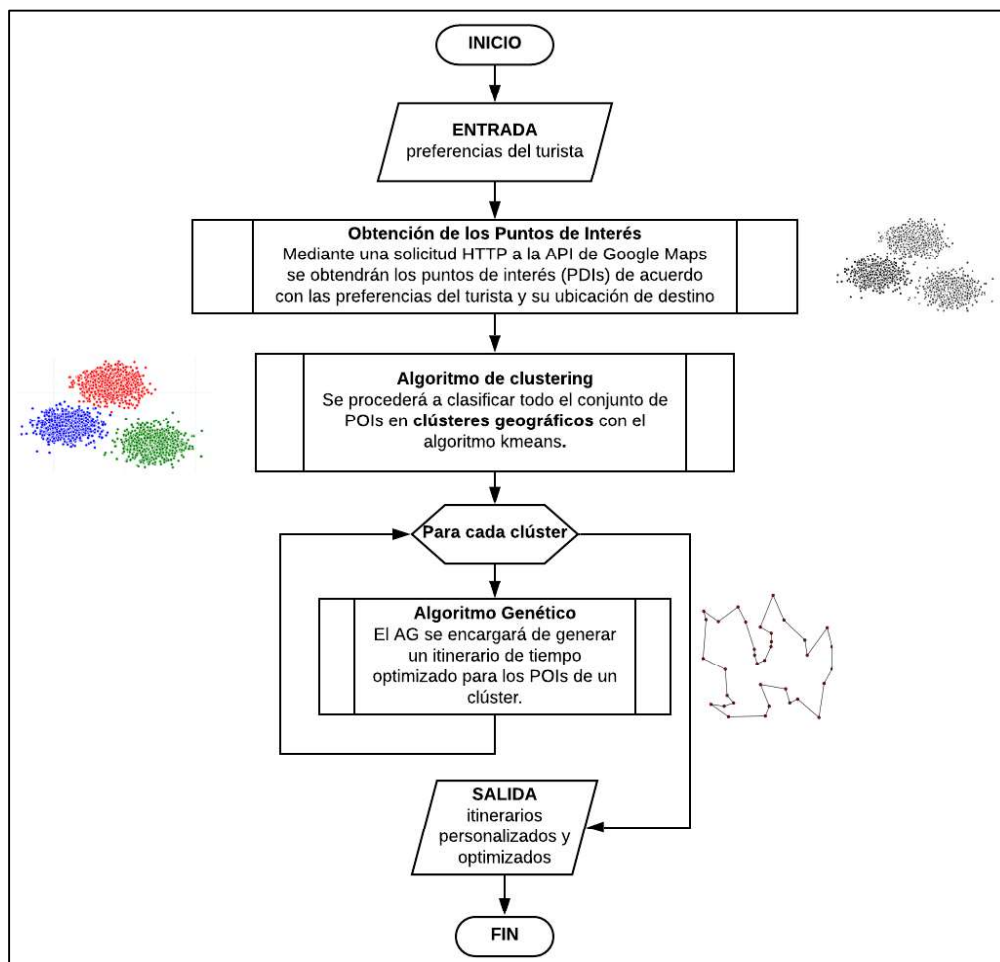 INICIO
ENTRADA
preferencias del turista
Obtención de los Puntos de Interés
Mediante una solicitud HTTP a la API de Google Maps
se obtendrán los puntos de interés (PDIs) de acuerdo
con las preferencias del turista y su ubicación de destino
Algoritmo de clustering
Se procederá a clasificar todo el conjunto de
POIs en clústeres geográficos con el
algoritmo kmeans.
Para cada clúster
Algoritmo Genético
El AG se encargará de generar
un itinerario de tiempo
optimizado para los POIs de un
clúster.
SALIDA
itinerarios
personalizados y
optimizados
FIN